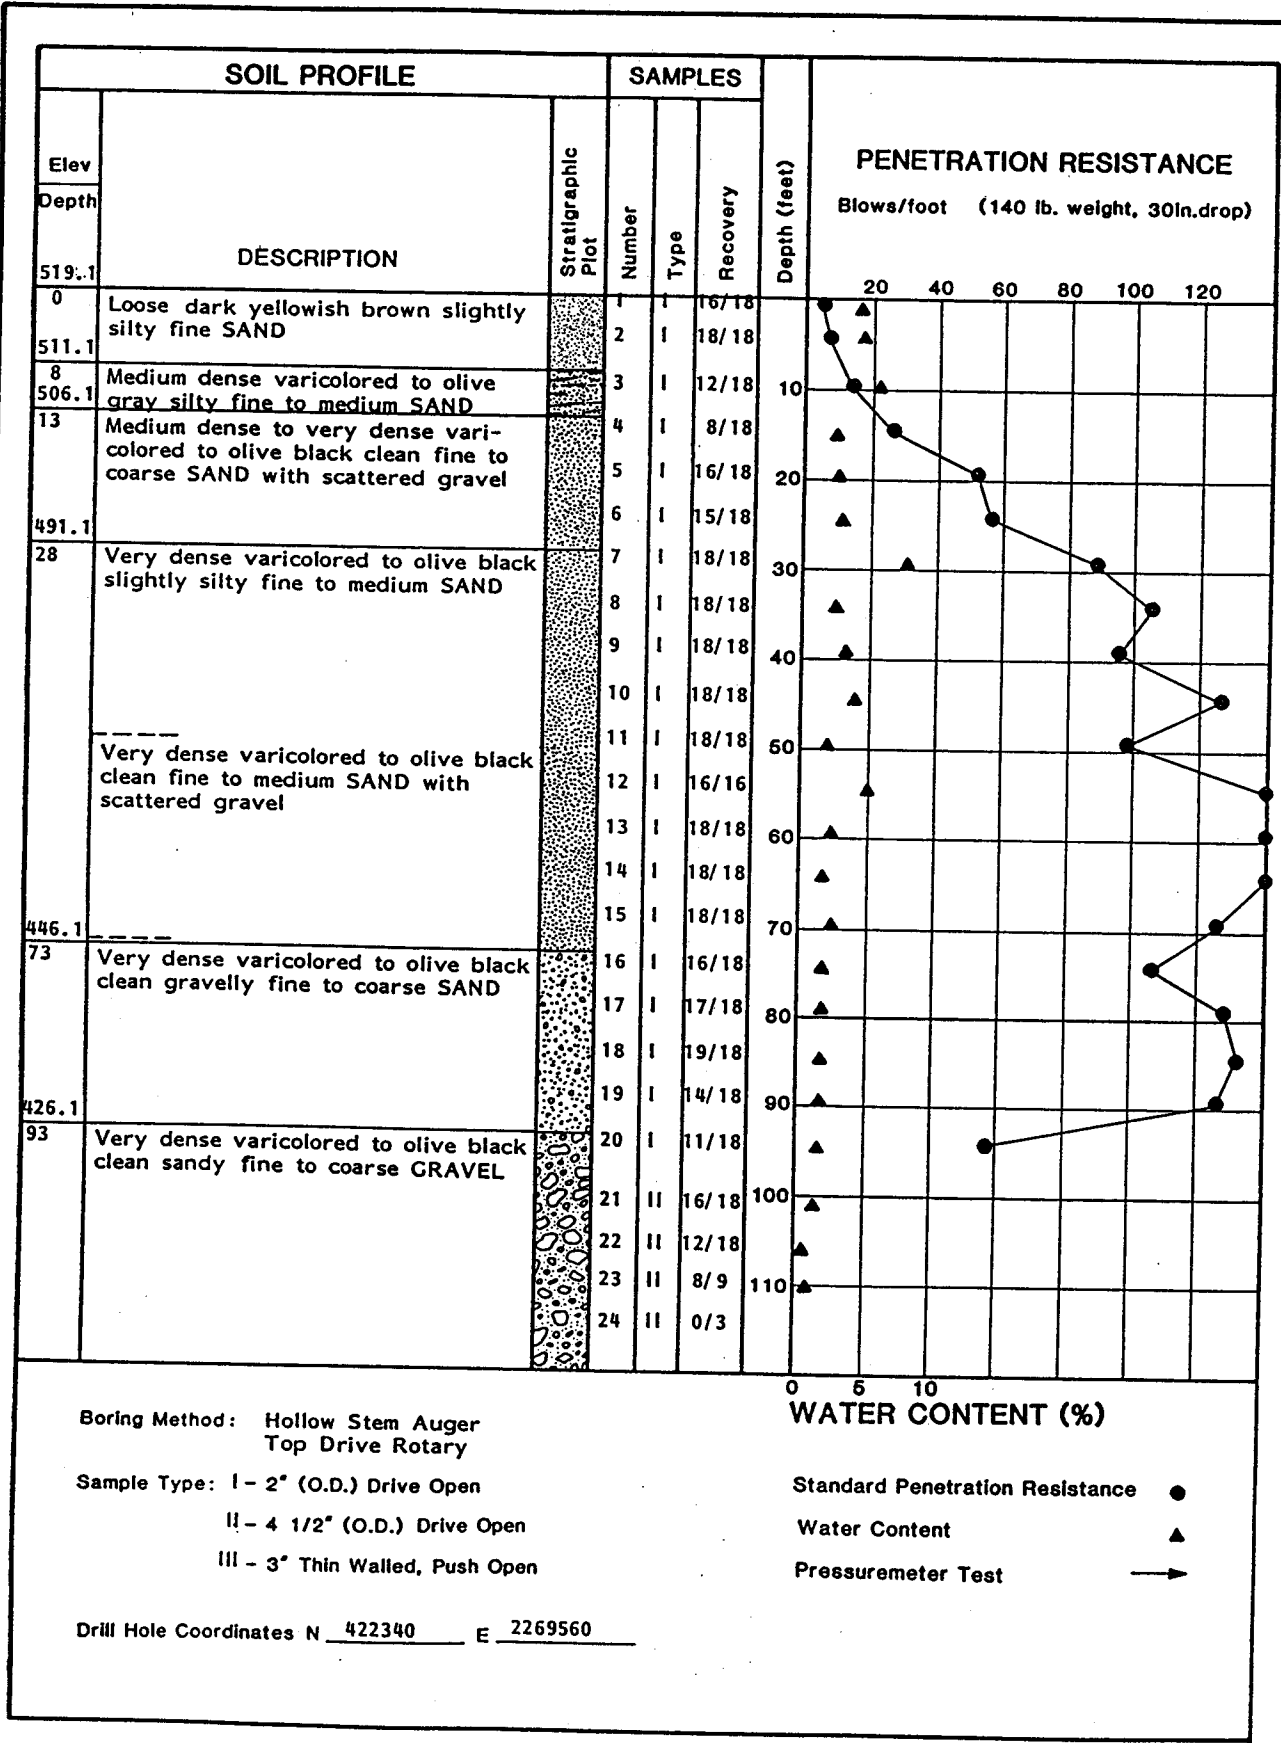 SOIL PROFILE
SAMPLES
Elev
Depth
DESCRIPTION
Stratigraphic Plot
Number
Type
Recovery
Depth (feet)
PENETRATION RESISTANCE
Blows/foot (140 lb. weight, 30in.drop)
20 40 60 80 100 120
519.1
0
Loose dark yellowish brown slightly
silty fine SAND
1 I 16/18
2 I 18/18
511.1
8
Medium dense varicolored to olive
gray silty fine to medium SAND
3 I 12/18
10
506.1
13
Medium dense to very dense vari-
colored to olive black clean fine to
coarse SAND with scattered gravel
4 I 8/18
5 I 16/18
20
6 I 15/18
491.1
28
Very dense varicolored to olive black
slightly silty fine to medium SAND
7 I 18/18
30
8 I 18/18
9 I 18/18
40
10 I 18/18
11 I 18/18
50
Very dense varicolored to olive black
clean fine to medium SAND with
scattered gravel
12 I 16/16
13 I 18/18
60
14 I 18/18
15 I 18/18
70
446.1
73
Very dense varicolored to olive black
clean gravelly fine to coarse SAND
16 I 16/18
17 I 17/18
80
18 I 19/18
19 I 14/18
90
426.1
93
Very dense varicolored to olive black
clean sandy fine to coarse GRAVEL
20 I 11/18
100
21 II 16/18
22 II 12/18
23 II 8/9
110
24 II 0/3
0 5 10
WATER CONTENT (%)
Boring Method: Hollow Stem Auger
Top Drive Rotary
Sample Type: I - 2" (O.D.) Drive Open
II - 4 1/2" (O.D.) Drive Open
III - 3" Thin Walled, Push Open
Standard Penetration Resistance
Water Content
Pressuremeter Test
Drill Hole Coordinates N 422340 E 2269560